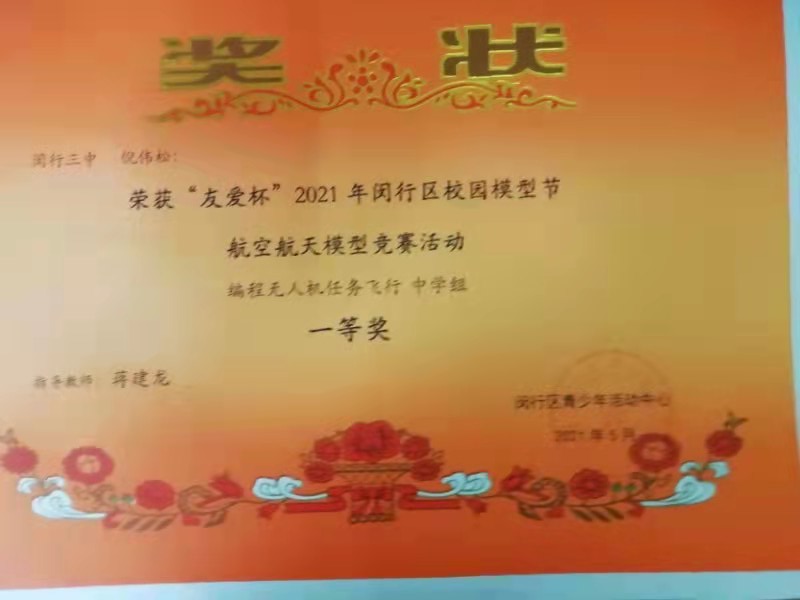 奖 状
闵行三中 倪伟松:
荣获“友爱杯”2021年闵行区校园模型节
航空航天模型竞赛活动
编程无人机任务飞行 中学组
一等奖
指导教师: 蒋建龙
闵行区青少年活动中心
2021年5月